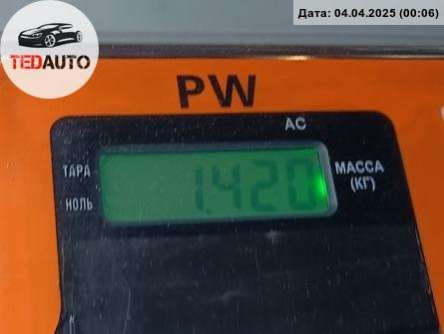 Дата: 04.04.2025 (00:06)
TEDAUTO
PW
AC
ТАРА
1.420
МАССА
(КГ)
НОЛЬ